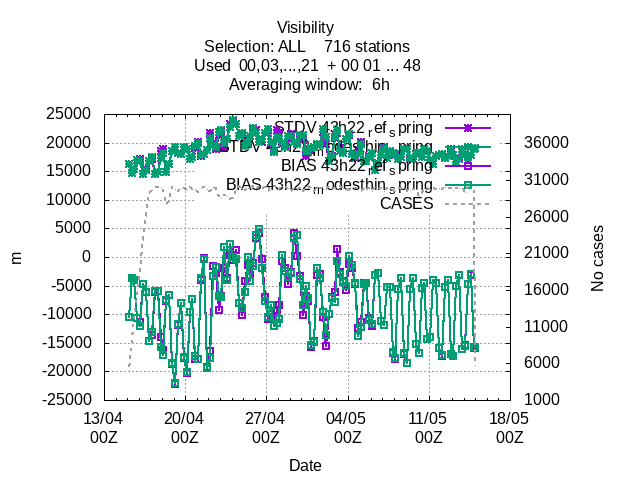 Visibility
Selection: ALL 716 stations
Used 00,03,...,21 + 00 01 ... 48
Averaging window: 6h
25000
20000
15000
10000
5000
0
-5000
-10000
-15000
-20000
-25000
m
STDV 43h22_ref_spring
STDV 43h22_modesthin_spring
BIAS 43h22_ref_spring
BIAS 43h22_modesthin_spring
CASES
36000
31000
26000
21000
16000
11000
6000
1000
No cases
13/04 20/04 27/04 04/05 11/05 18/05
00Z 00Z 00Z 00Z 00Z 00Z
Date